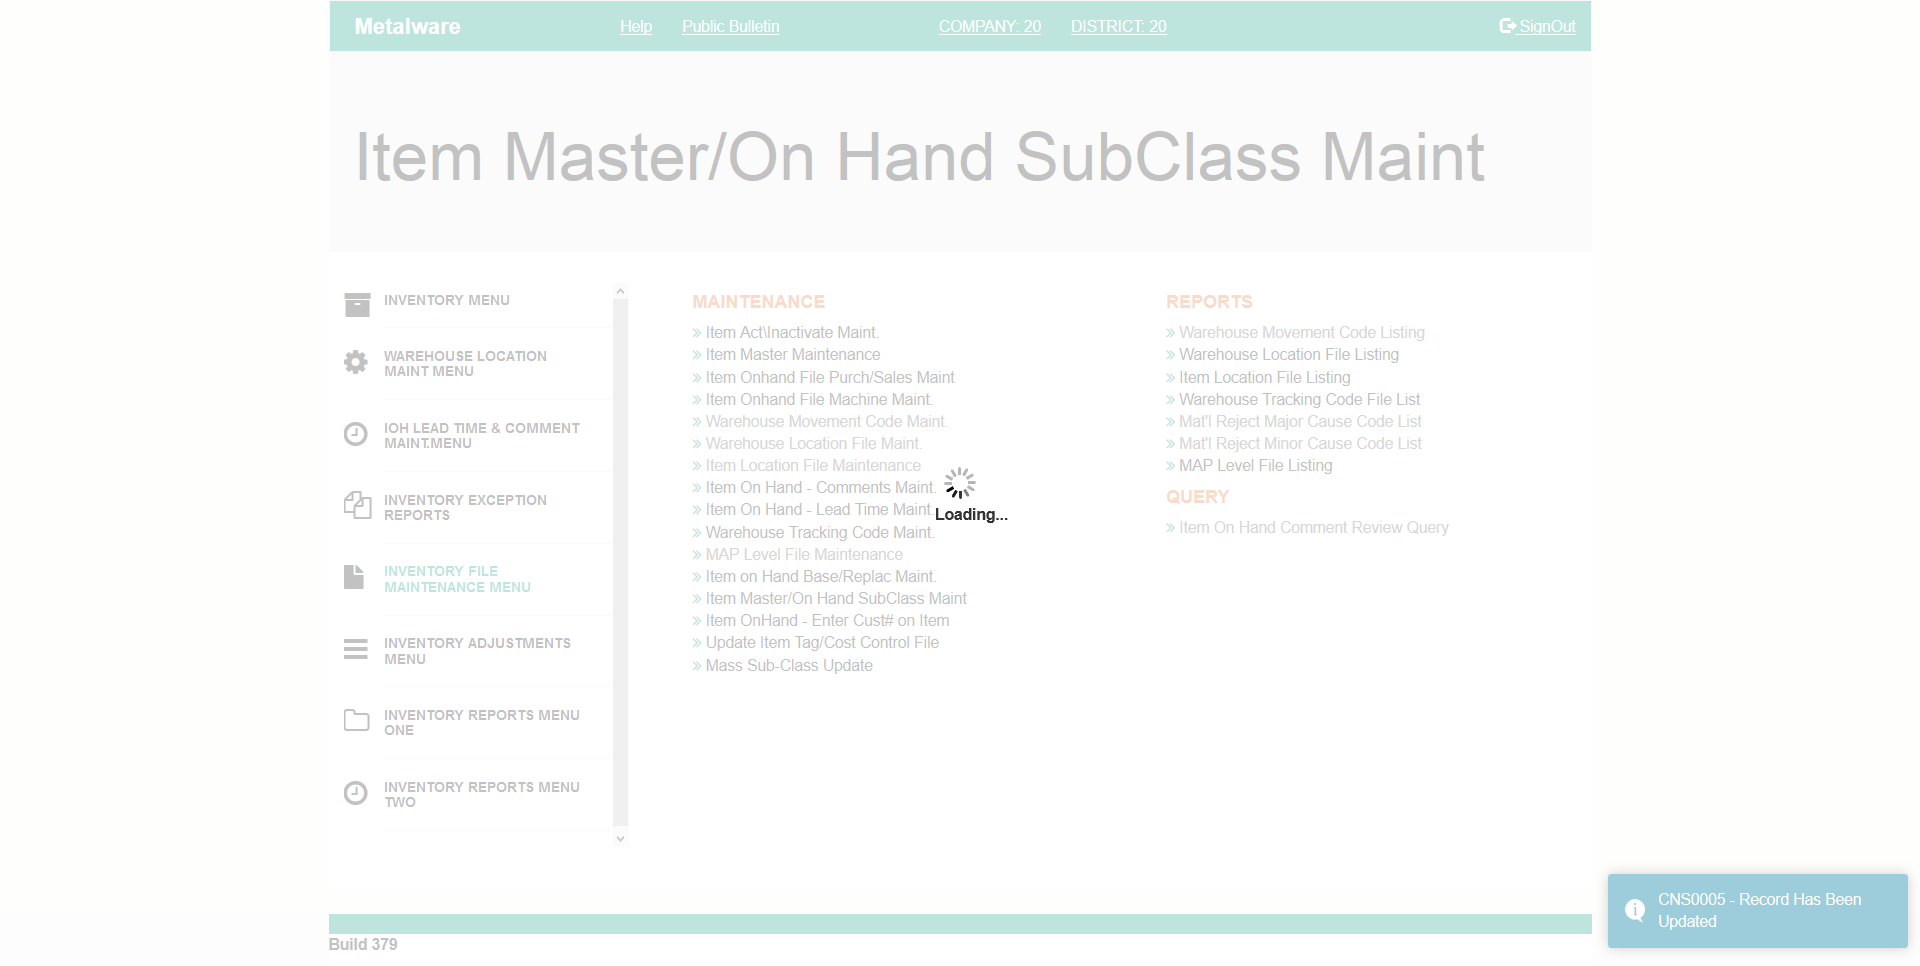 Metalware
Help
Public Bulletin
COMPANY: 20
DISTRICT: 20
SignOut
Item Master/On Hand SubClass Maint
INVENTORY MENU
WAREHOUSE LOCATION
MAINT MENU
IOH LEAD TIME & COMMENT
MAINT.MENU
INVENTORY EXCEPTION
REPORTS
INVENTORY FILE
MAINTENANCE MENU
INVENTORY ADJUSTMENTS
MENU
INVENTORY REPORTS MENU
ONE
INVENTORY REPORTS MENU
TWO
MAINTENANCE
Item Act\Inactivate Maint.
Item Master Maintenance
Item Onhand File Purch/Sales Maint
Item Onhand File Machine Maint.
Warehouse Movement Code Maint.
Warehouse Location File Maint.
Item Location File Maintenance
Item On Hand - Comments Maint.
Item On Hand - Lead Time Maint.
Warehouse Tracking Code Maint.
MAP Level File Maintenance
Item on Hand Base/Replac Maint.
Item Master/On Hand SubClass Maint
Item OnHand - Enter Cust# on Item
Update Item Tag/Cost Control File
Mass Sub-Class Update
Loading...
REPORTS
Warehouse Movement Code Listing
Warehouse Location File Listing
Item Location File Listing
Warehouse Tracking Code File List
Mat'l Reject Major Cause Code List
Mat'l Reject Minor Cause Code List
MAP Level File Listing
QUERY
Item On Hand Comment Review Query
CNS0005 - Record Has Been
Updated
Build 379